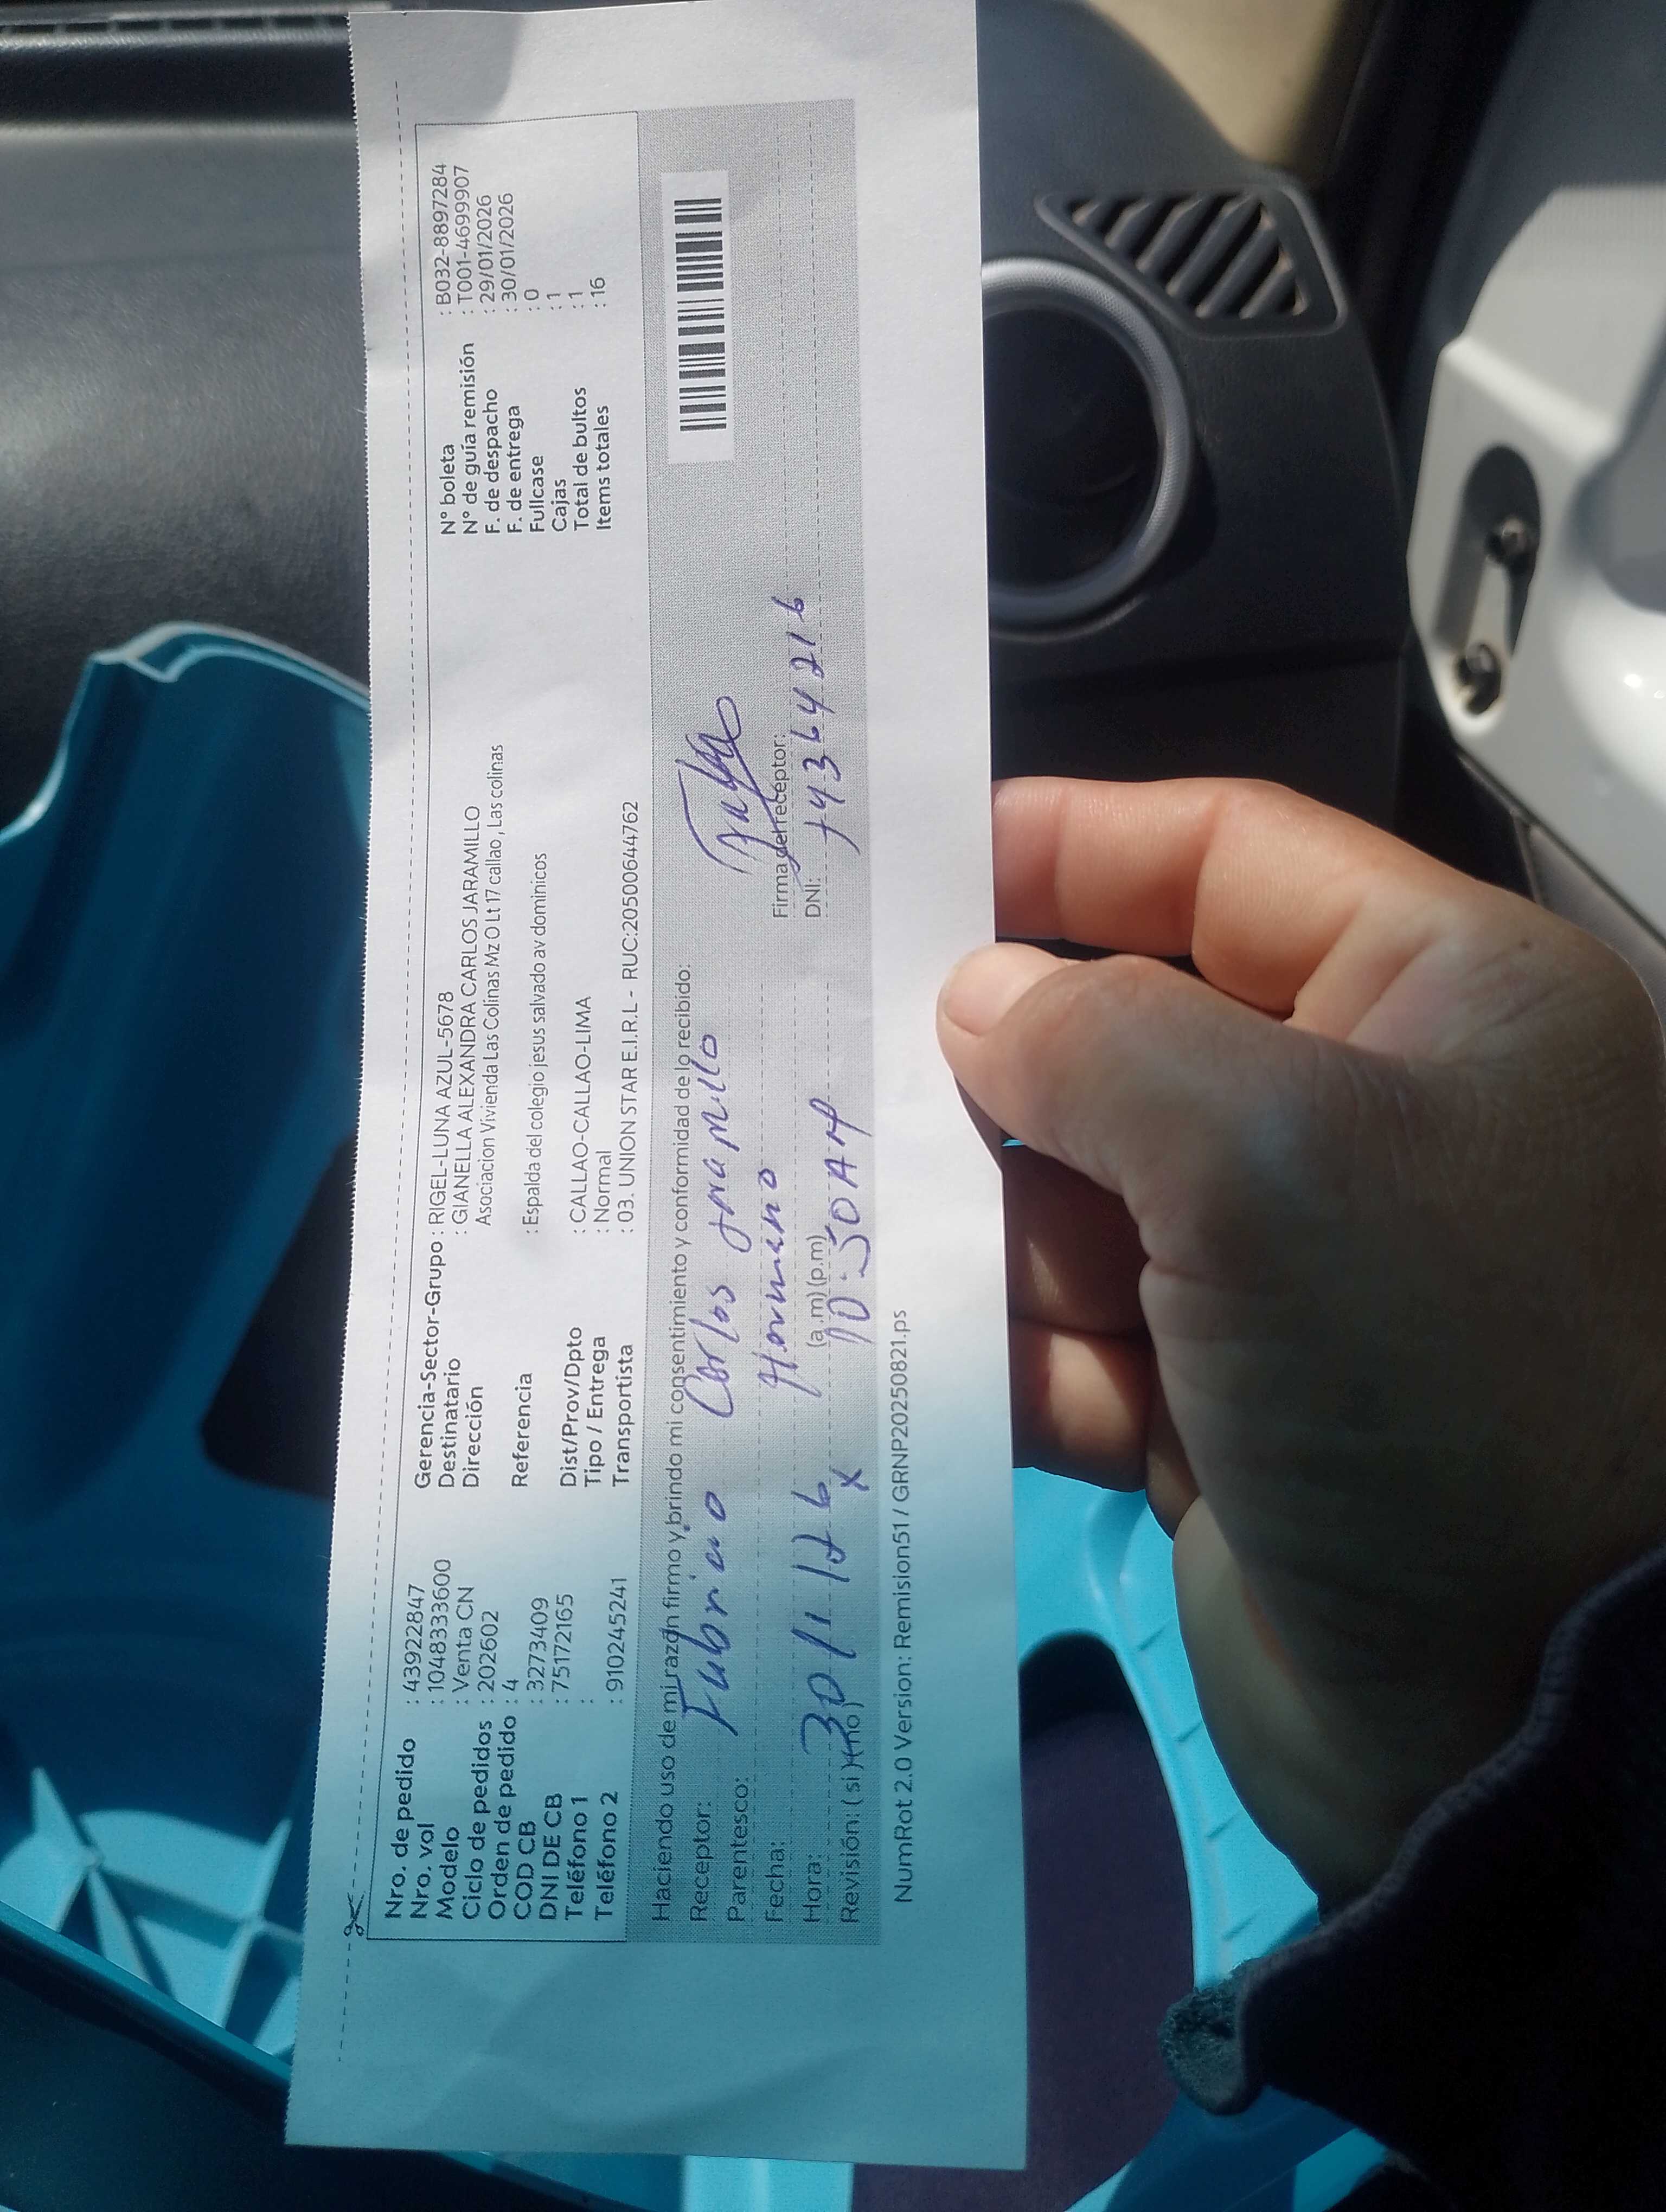 Nro. de pedido : 43922847
Nro. vol : 1048333600
Modelo : Venta CN
Ciclo de pedidos : 202602
Orden de pedido : 4
COD CB : 3273409
DNI DE CB : 75172165
Teléfono 1 :
Teléfono 2 : 910245241
Gerencia-Sector-Grupo : RIGEL-LUNA AZUL-5678
Destinatario : GIANELLA ALEXANDRA CARLOS JARAMILLO
Dirección Asociacion Vivienda Las Colinas Mz O Lt 17 callao , Las colinas
Referencia : Espalda del colegio jesus salvado av dominicos
Dist/Prov/Dpto : CALLAO-CALLAO-LIMA
Tipo / Entrega : Normal
Transportista : 03. UNION STAR E.I.R.L - RUC:20500644762
N° boleta : B032-8897284
N° de guía remisión : T001-4699907
F. de despacho : 29/01/2026
F. de entrega : 30/01/2026
Fullcase : 0
Cajas : 1
Total de bultos : 1
Items totales : 16
Haciendo uso de mi razón firmo y brindo mi consentimiento y conformidad de lo recibido:
Receptor: Fabricio Carlos Jaramillo
Parentesco: Hermano
Fecha: 30/1/26
Hora: (a.m) (p.m) 10:50 AM
Revisión: ( si ) ( no ) x
Firma del receptor:
DNI: 74364216
NumRot 2.0 Version: Remision51 / GRNP20250821.ps